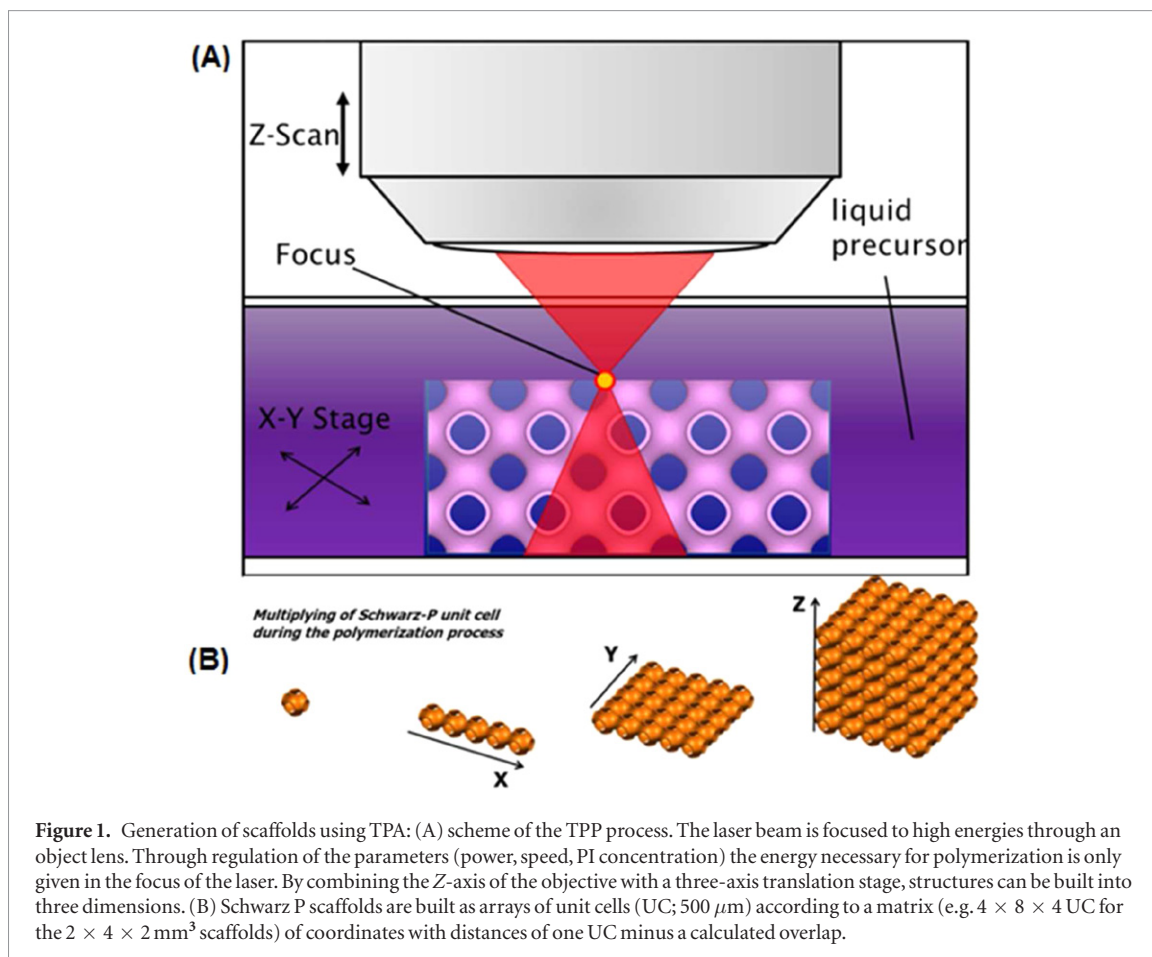 (A)
Z-Scan
Focus
liquid
precursor
X-Y Stage
Multiplying of Schwarz-P unit cell
during the polymerization process
(B)
X
Y
Z
Figure 1. Generation of scaffolds using TPA: (A) scheme of the TPP process. The laser beam is focused to high energies through an
object lens. Through regulation of the parameters (power, speed, PI concentration) the energy necessary for polymerization is only
given in the focus of the laser. By combining the Z-axis of the objective with a three-axis translation stage, structures can be built into
three dimensions. (B) Schwarz P scaffolds are built as arrays of unit cells (UC; 500 μm) according to a matrix (e.g. 4 × 8 × 4 UC for
the 2 × 4 × 2 mm³ scaffolds) of coordinates with distances of one UC minus a calculated overlap.